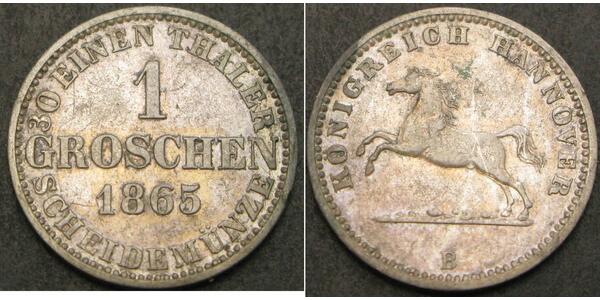 30 EINEN THALER
1
GROSCHEN
1865
SCHEIDEMÜNZE
KÖNIGREICH HANNOVER
B